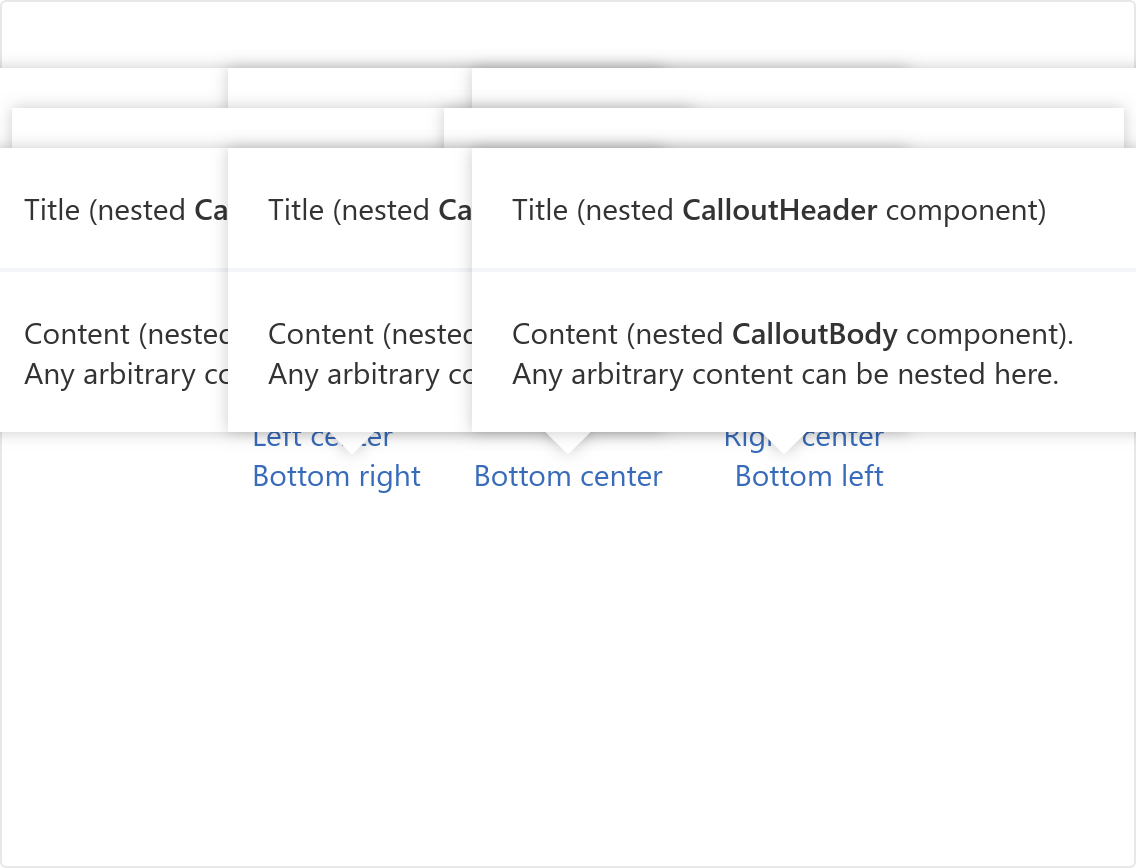 Title (nested Ca
Title (nested Ca
Title (nested CalloutHeader component)
Content (nested
Any arbitrary co
Content (nested
Any arbitrary co
Content (nested CalloutBody component).
Any arbitrary content can be nested here.
Left center
Right center
Bottom right
Bottom center
Bottom left